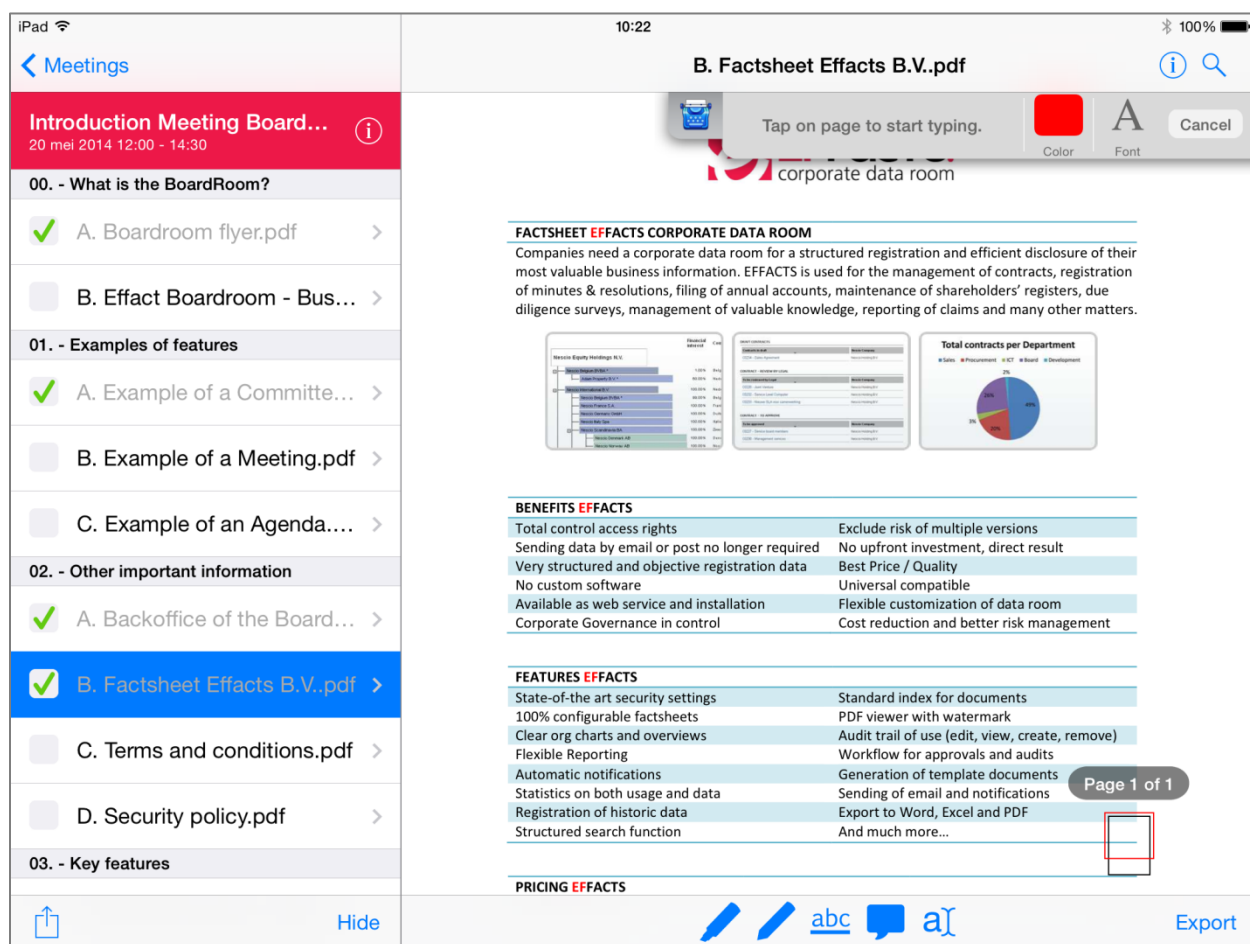 iPad
10:22
100%
Meetings
B. Factsheet Effacts B.V..pdf
Introduction Meeting Board...
20 mei 2014 12:00 - 14:30
00. - What is the BoardRoom?
A. Boardroom flyer.pdf
B. Effact Boardroom - Bus...
01. - Examples of features
A. Example of a Committe...
B. Example of a Meeting.pdf
C. Example of an Agenda....
02. - Other important information
A. Backoffice of the Board...
B. Factsheet Effacts B.V..pdf
C. Terms and conditions.pdf
D. Security policy.pdf
03. - Key features
Hide
Tap on page to start typing.
Color
A
Font
Cancel
corporate data room
FACTSHEET EFFACTS CORPORATE DATA ROOM
Companies need a corporate data room for a structured registration and efficient disclosure of their
most valuable business information. EFFACTS is used for the management of contracts, registration
of minutes & resolutions, filing of annual accounts, maintenance of shareholders' registers, due
diligence surveys, management of valuable knowledge, reporting of claims and many other matters.
Nexxis Equity Holdings N.V.
Total contracts per Department
Sales Procurement ICT Board Development
BENEFITS EFFACTS
Total control access rights Exclude risk of multiple versions
Sending data by email or post no longer required No upfront investment, direct result
Very structured and objective registration data Best Price / Quality
No custom software Universal compatible
Available as web service and installation Flexible customization of data room
Corporate Governance in control Cost reduction and better risk management
FEATURES EFFACTS
State-of-the art security settings Standard index for documents
100% configurable factsheets PDF viewer with watermark
Clear org charts and overviews Audit trail of use (edit, view, create, remove)
Flexible Reporting Workflow for approvals and audits
Automatic notifications Generation of template documents
Statistics on both usage and data Sending of email and notifications
Registration of historic data Export to Word, Excel and PDF
Structured search function And much more…
Page 1 of 1
PRICING EFFACTS
abc
a
Export